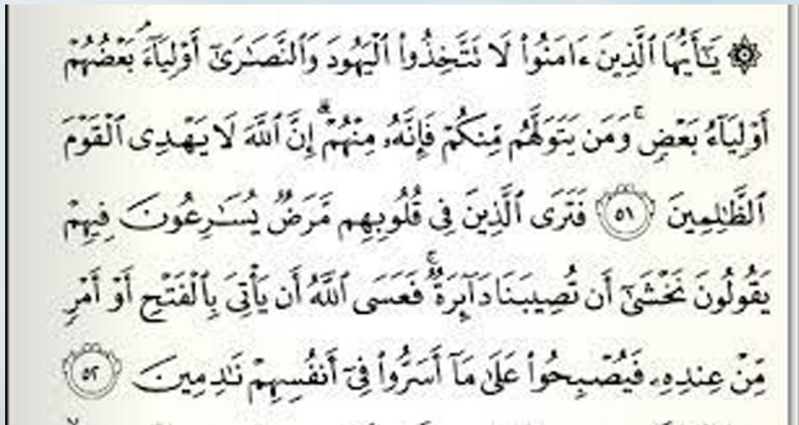 ۞ يَـٰٓأَيُّهَا ٱلَّذِينَ ءَامَنُوا۟ لَا تَتَّخِذُوا۟ ٱلْيَهُودَ وَٱلنَّصَـٰرَىٰٓ أَوْلِيَآءَ ۘ بَعْضُهُمْ
أَوْلِيَآءُ بَعْضٍ ۚ وَمَن يَتَوَلَّهُم مِّنكُمْ فَإِنَّهُۥ مِنْهُمْ ۗ إِنَّ ٱللَّهَ لَا يَهْدِى ٱلْقَوْمَ
ٱلظَّـٰلِمِينَ ٥١ فَتَرَى ٱلَّذِينَ فِى قُلُوبِهِم مَّرَضٌ يُسَـٰرِعُونَ فِيهِمْ
يَقُولُونَ نَخْشَىٰٓ أَن تُصِيبَنَا دَآئِرَةٌ ۚ فَعَسَى ٱللَّهُ أَن يَأْتِىَ بِٱلْفَتْحِ أَوْ أَمْرٍ
مِّنْ عِندِهِۦ فَيُصْبِحُوا۟ عَلَىٰ مَآ أَسَرُّوا۟ فِىٓ أَنفُسِهِمْ نَـٰدِمِينَ ٥٢